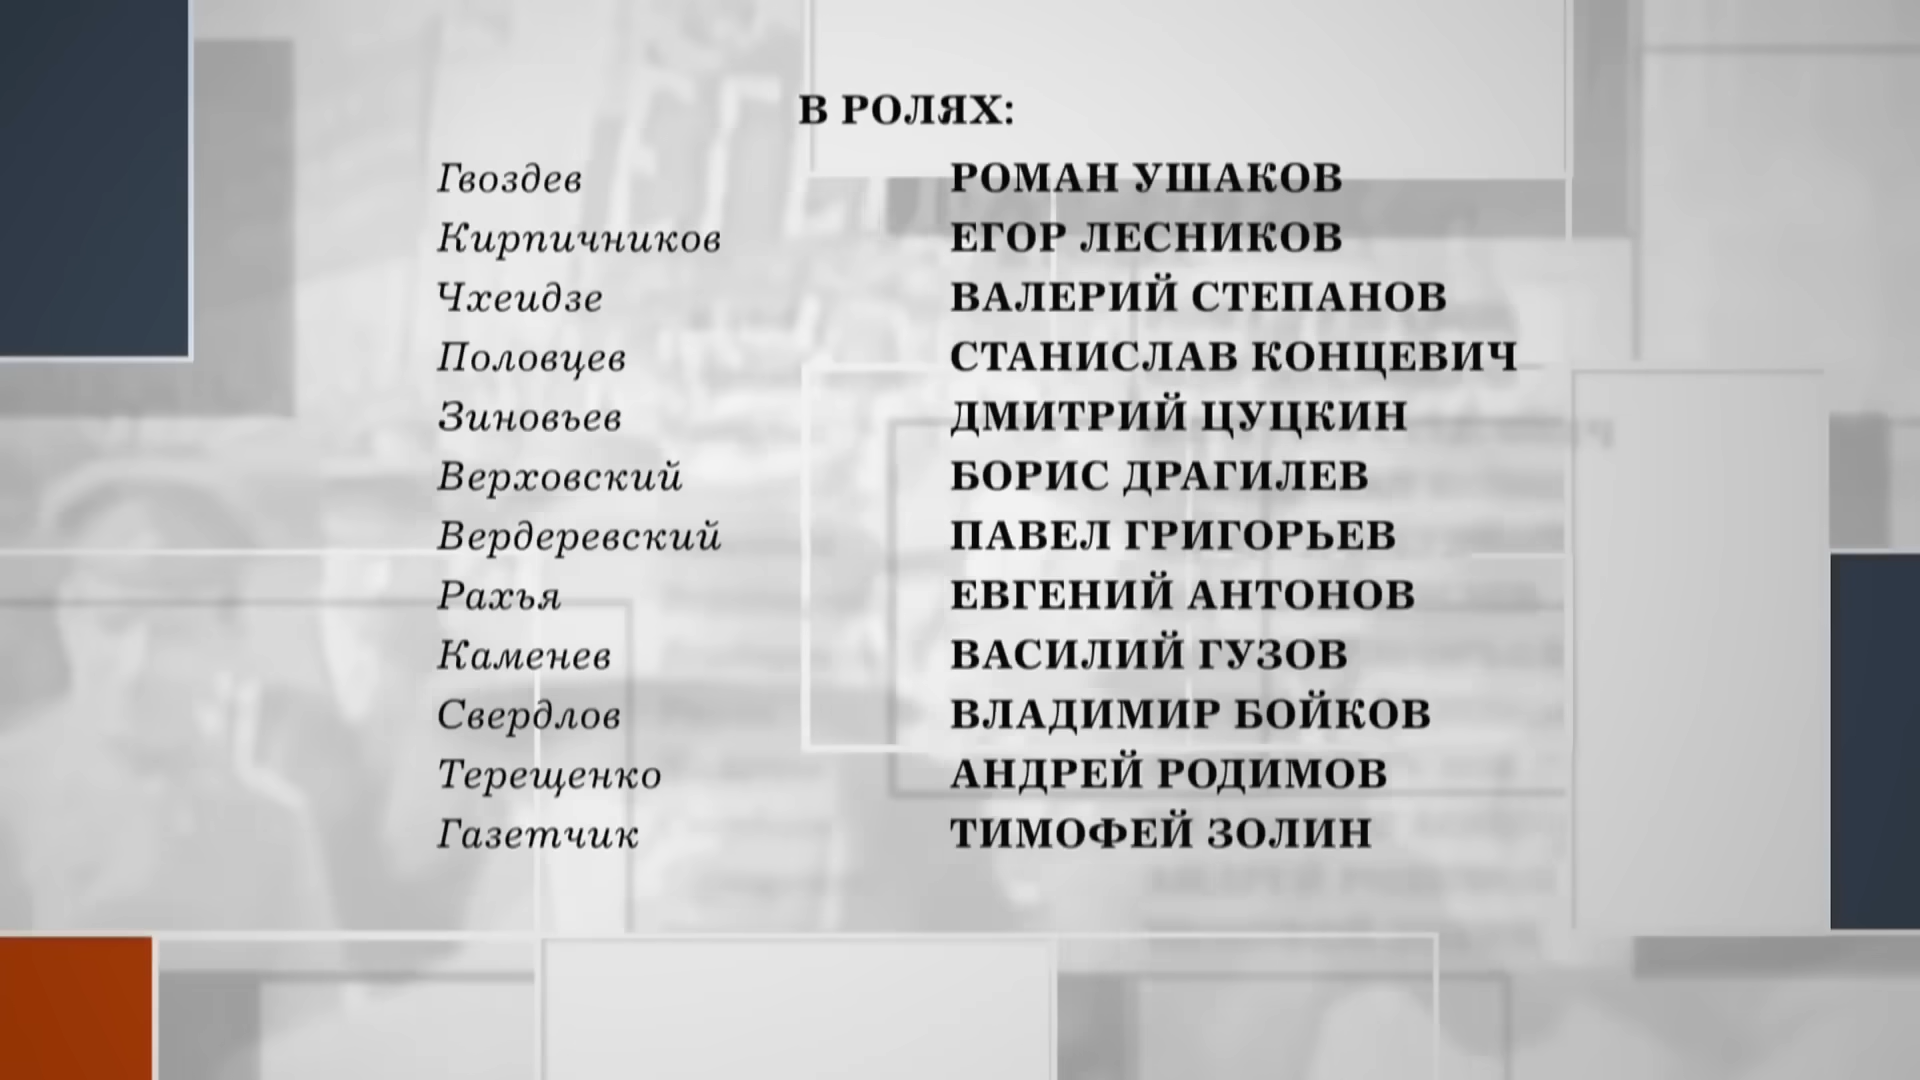 В РОЛЯХ:
Гвоздев РОМАН УШАКОВ
Кирпичников ЕГОР ЛЕСНИКОВ
Чхеидзе ВАЛЕРИЙ СТЕПАНОВ
Половцев СТАНИСЛАВ КОНЦЕВИЧ
Зиновьев ДМИТРИЙ ЦУЦКИН
Верховский БОРИС ДРАГИЛЕВ
Вердеревский ПАВЕЛ ГРИГОРЬЕВ
Рахья ЕВГЕНИЙ АНТОНОВ
Каменев ВАСИЛИЙ ГУЗОВ
Свердлов ВЛАДИМИР БОЙКОВ
Терещенко АНДРЕЙ РОДИМОВ
Газетчик ТИМОФЕЙ ЗОЛИН